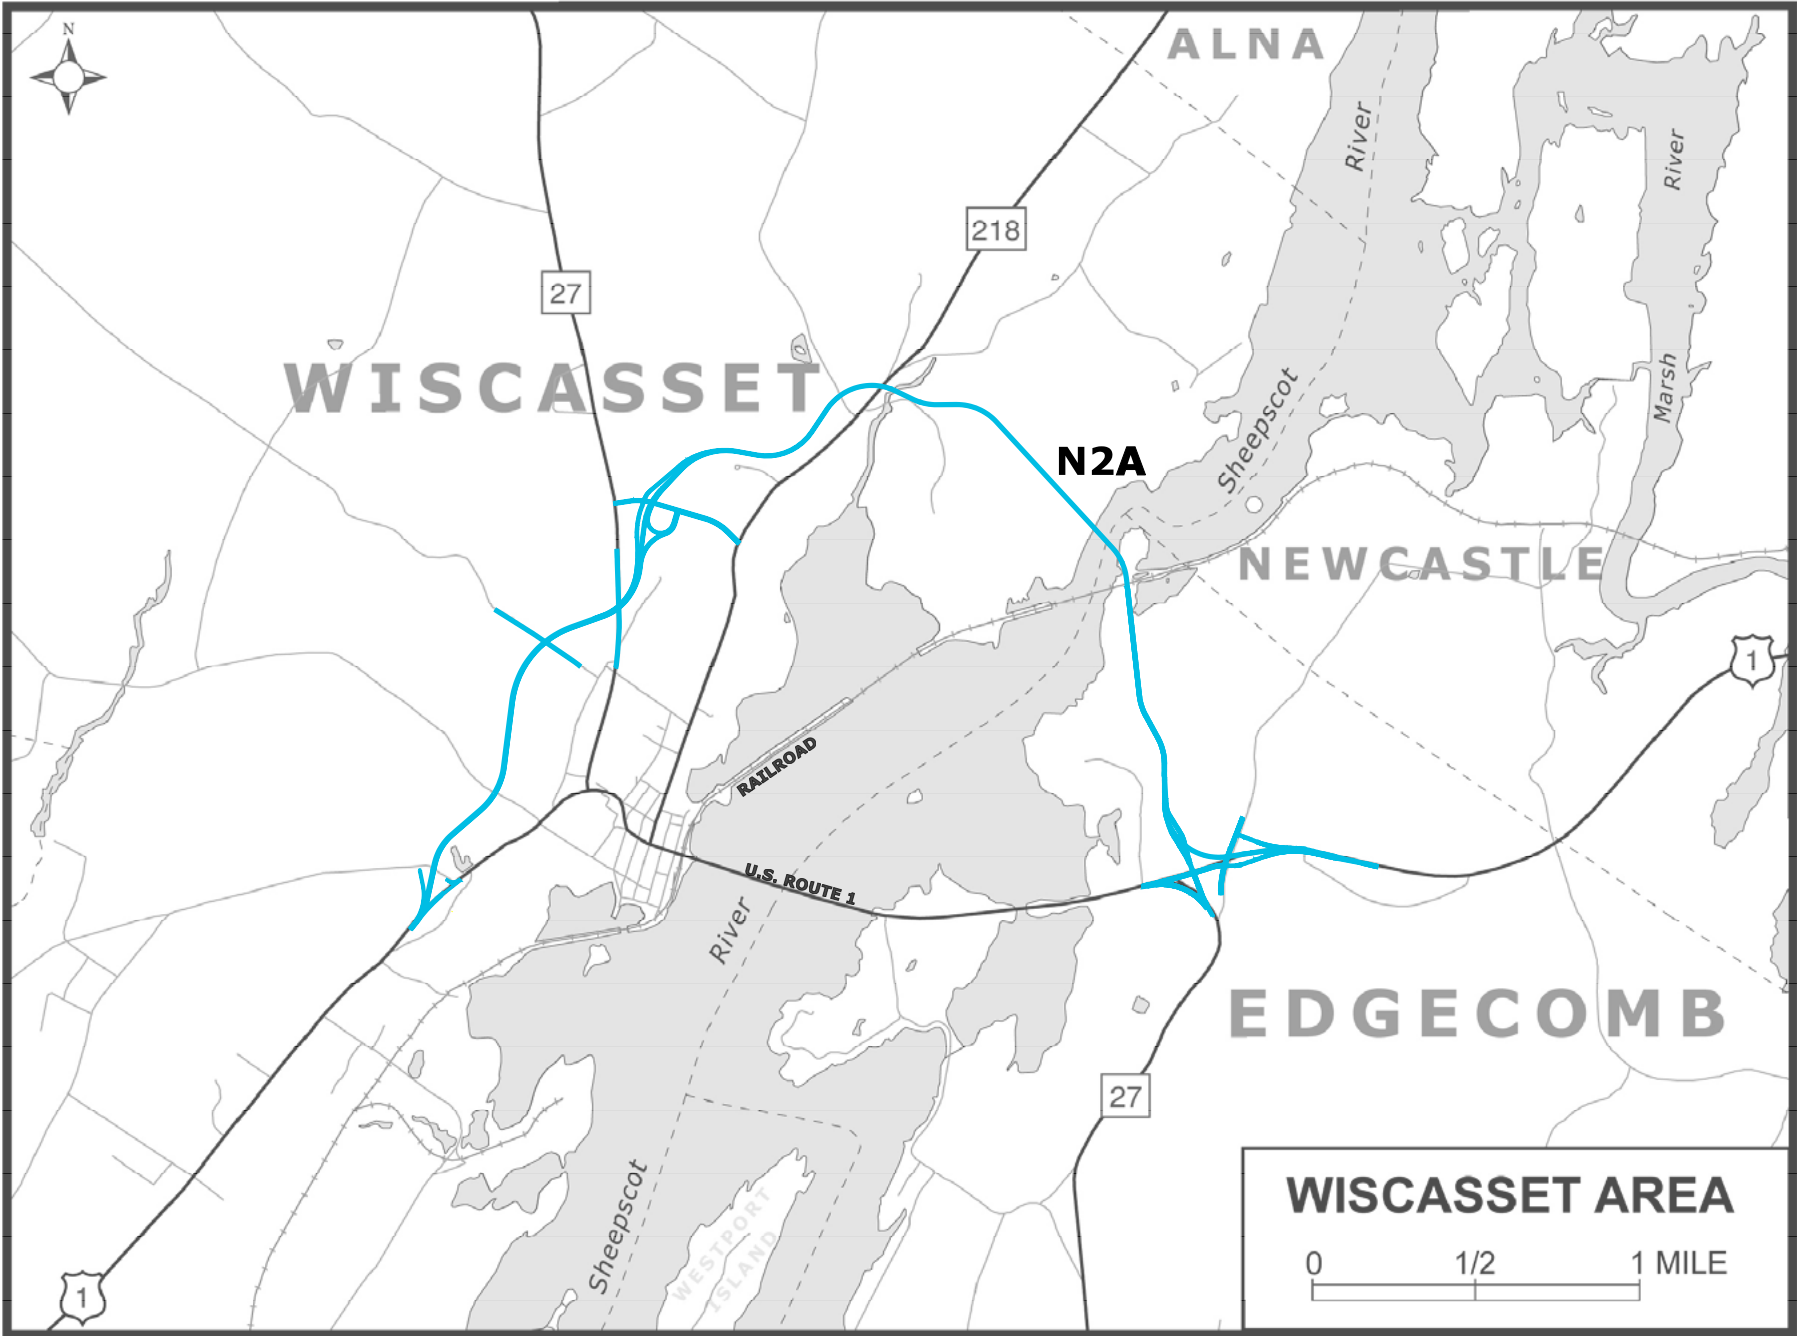 N
ALNA
River
River
218
27
WISCASSET
Marsh
Sheepscot
N2A
NEWCASTLE
1
RAILROAD
U.S. ROUTE 1
River
EDGECOMB
27
WISCASSET AREA
Sheepscot
WESTPORT
ISLAND
0 1/2 1 MILE
1